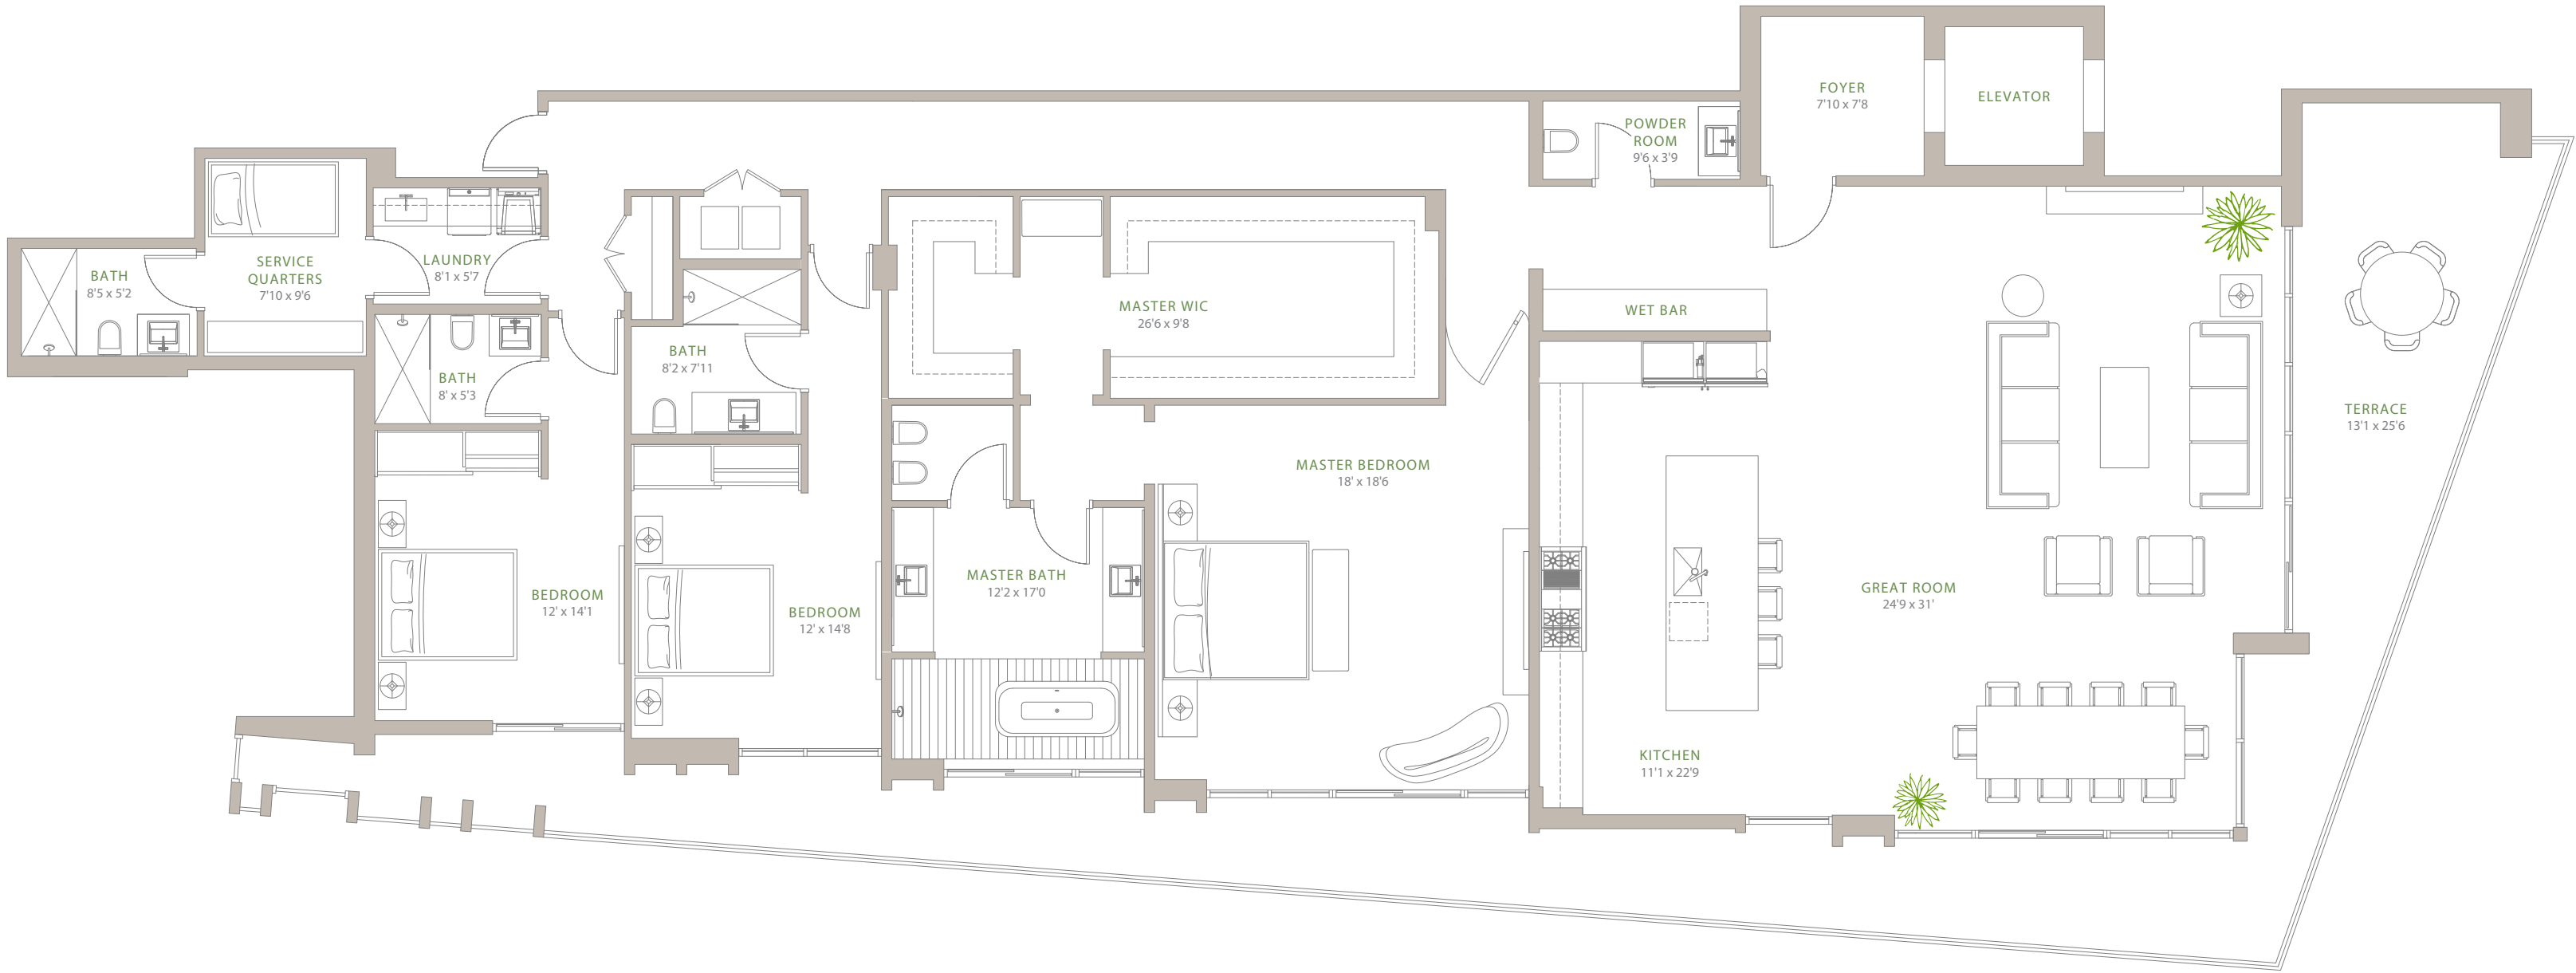 FOYER
7'10 x 7'8
ELEVATOR
POWDER
ROOM
9'6 x 3'9
BATH
8'5 x 5'2
SERVICE
QUARTERS
7'10 x 9'6
LAUNDRY
8'1 x 5'7
MASTER WIC
26'6 x 9'8
WET BAR
BATH
8'2 x 7'11
BATH
8' x 5'3
TERRACE
13'1 x 25'6
MASTER BEDROOM
18' x 18'6
MASTER BATH
12'2 x 17'0
GREAT ROOM
24'9 x 31'
BEDROOM
12' x 14'1
BEDROOM
12' x 14'8
KITCHEN
11'1 x 22'9